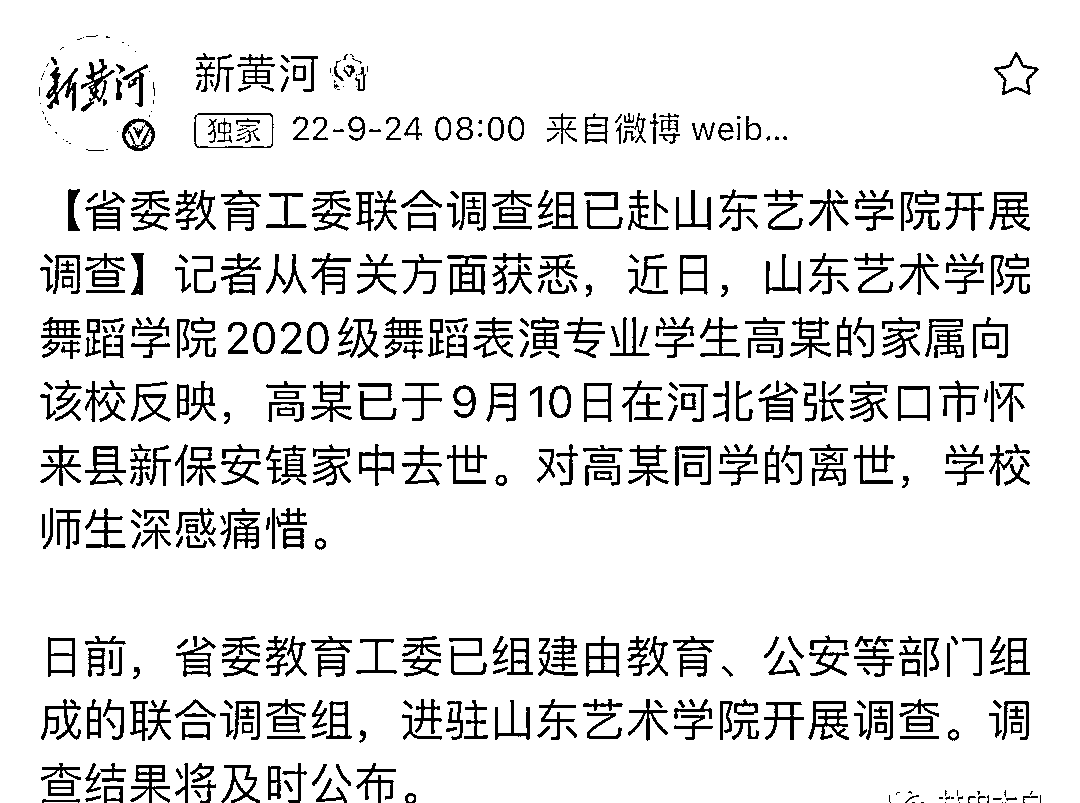 新黄河
新黄河
独家 22-9-24 08:00 来自微博 weib...
【省委教育工委联合调查组已赴山东艺术学院开展
调查】记者从有关方面获悉，近日，山东艺术学院
舞蹈学院2020级舞蹈表演专业学生高某的家属向
该校反映，高某已于9月10日在河北省张家口市怀
来县新保安镇家中去世。对高某同学的离世，学校
师生深感痛惜。
日前，省委教育工委已组建由教育、公安等部门组
成的联合调查组，进驻山东艺术学院开展调查。调
查结果将及时公布。